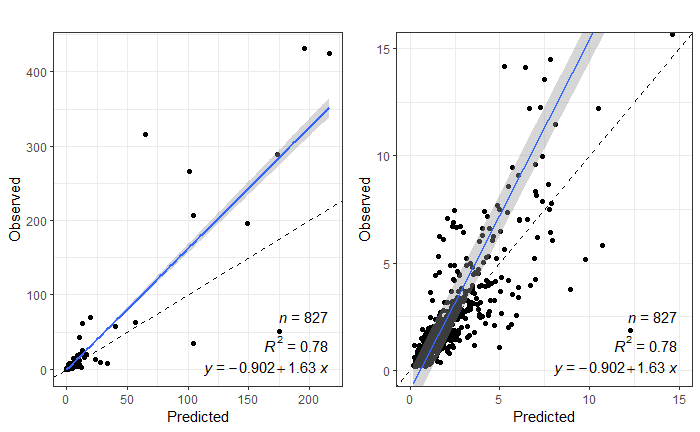 Observed
400
300
200
100
0
n = 827
R² = 0.78
y = −0.902 + 1.63 x
0
50
100
150
200
Predicted
Observed
15
10
5
0
n = 827
R² = 0.78
y = −0.902 + 1.63 x
0
5
10
15
Predicted